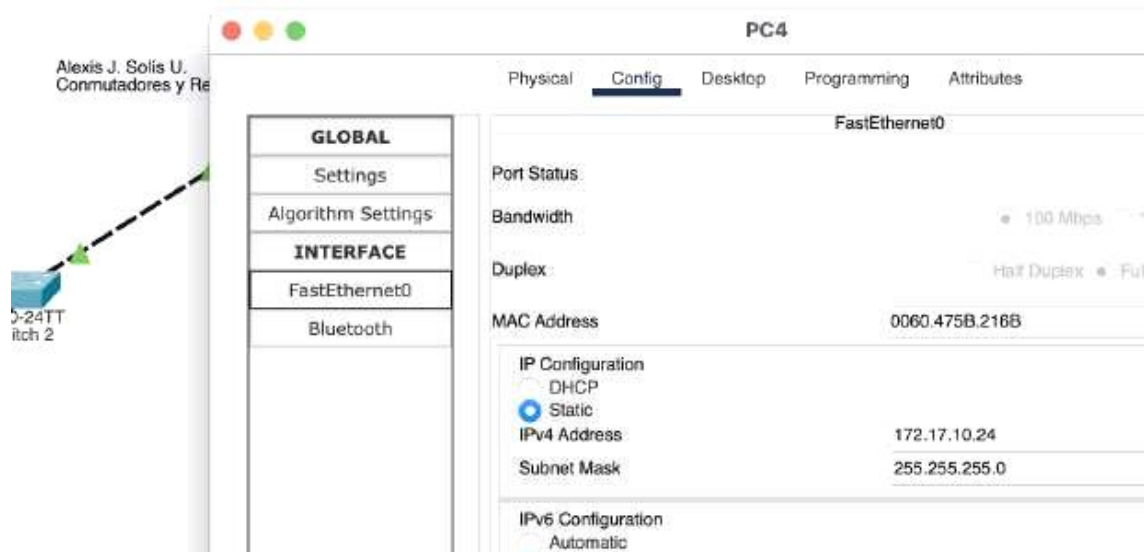 PC4
Alexis J. Solis U.
Conmutadores y Re
Physical Config Desktop Programming Attributes
GLOBAL
Settings
Algorithm Settings
INTERFACE
FastEthernet0
Bluetooth
0-24TT
itch 2
FastEthernet0
Port Status
Bandwidth 100 Mbps
Duplex Half Duplex Full
MAC Address 0060.475B.216B
IP Configuration
DHCP
Static
IPv4 Address 172.17.10.24
Subnet Mask 255.255.255.0
IPv6 Configuration
Automatic